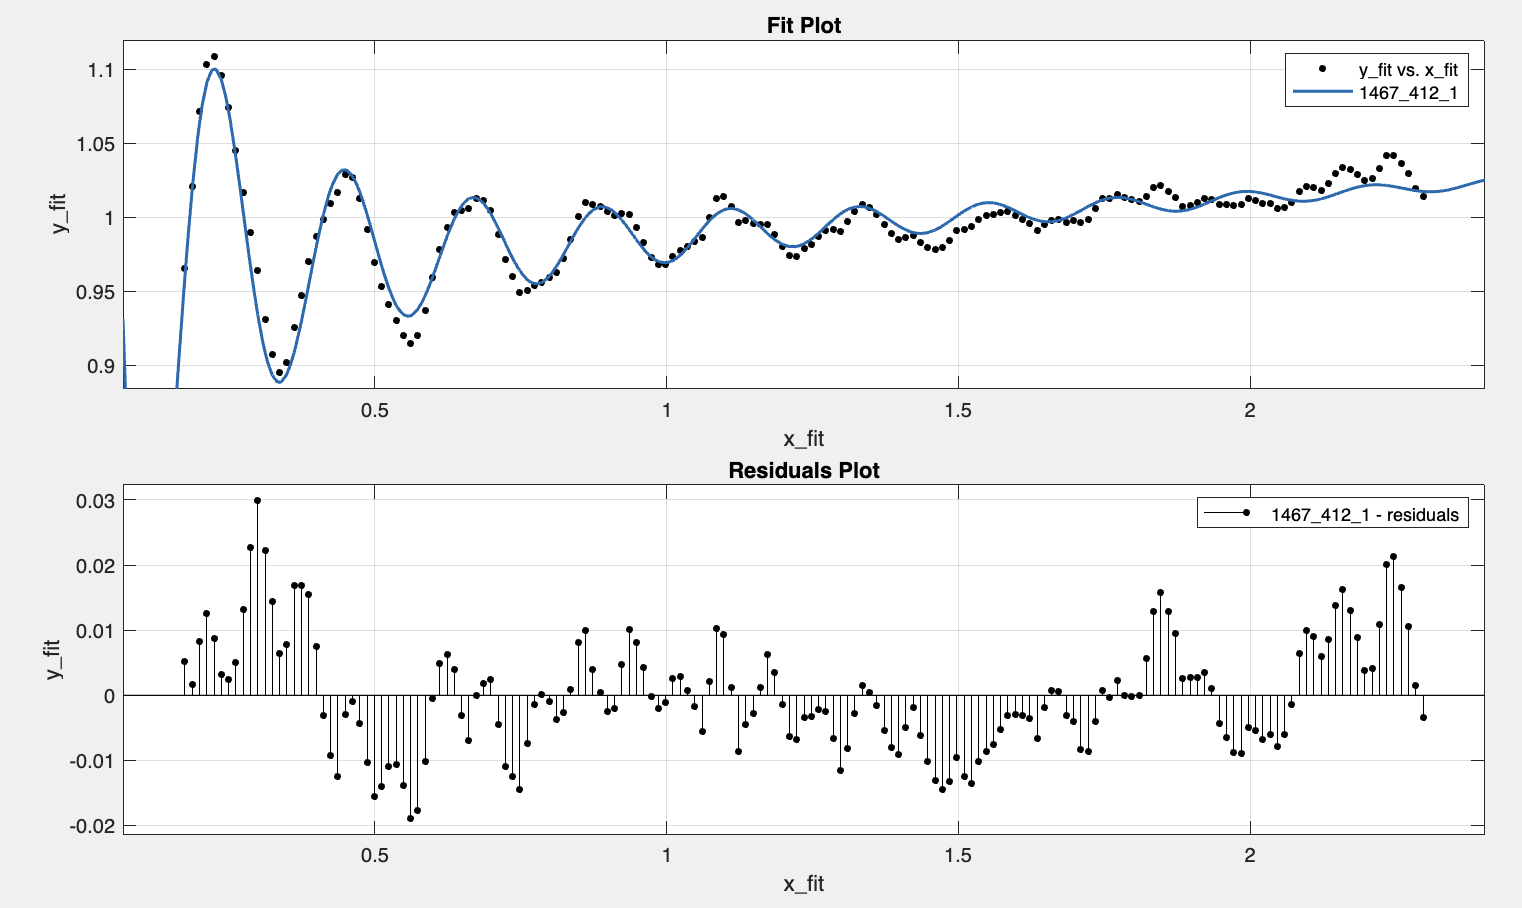 Fit Plot
1.1
1.05
1
0.95
0.9
y_fit
y_fit vs. x_fit
1467_412_1
0.5
1
1.5
2
x_fit
Residuals Plot
0.03
0.02
0.01
0
-0.01
-0.02
y_fit
1467_412_1 - residuals
0.5
1
1.5
2
x_fit